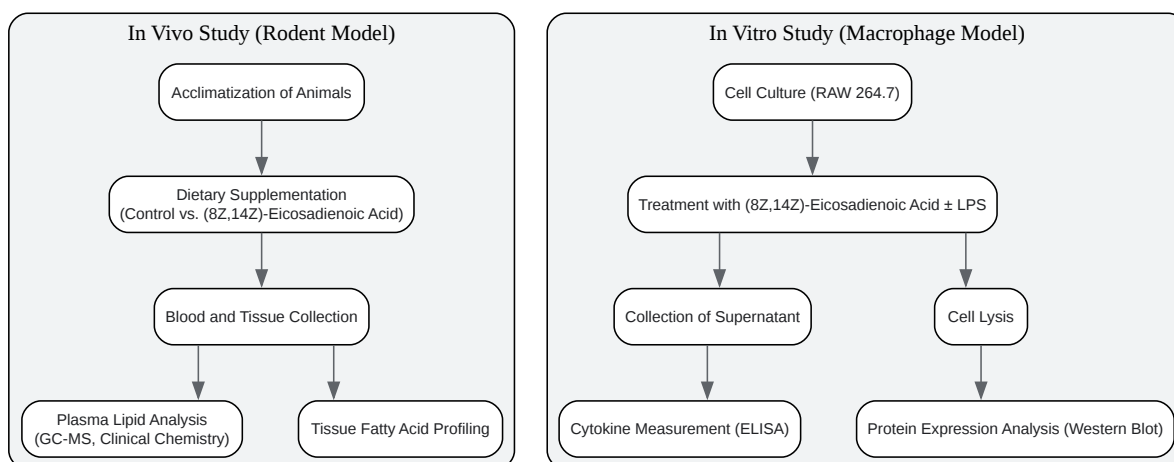 In Vivo Study (Rodent Model)
Acclimatization of Animals
Dietary Supplementation
(Control vs. (8Z,14Z)-Eicosadienoic Acid)
Blood and Tissue Collection
Plasma Lipid Analysis
(GC-MS, Clinical Chemistry)
Tissue Fatty Acid Profiling
In Vitro Study (Macrophage Model)
Cell Culture (RAW 264.7)
Treatment with (8Z,14Z)-Eicosadienoic Acid ± LPS
Collection of Supernatant
Cell Lysis
Cytokine Measurement (ELISA)
Protein Expression Analysis (Western Blot)